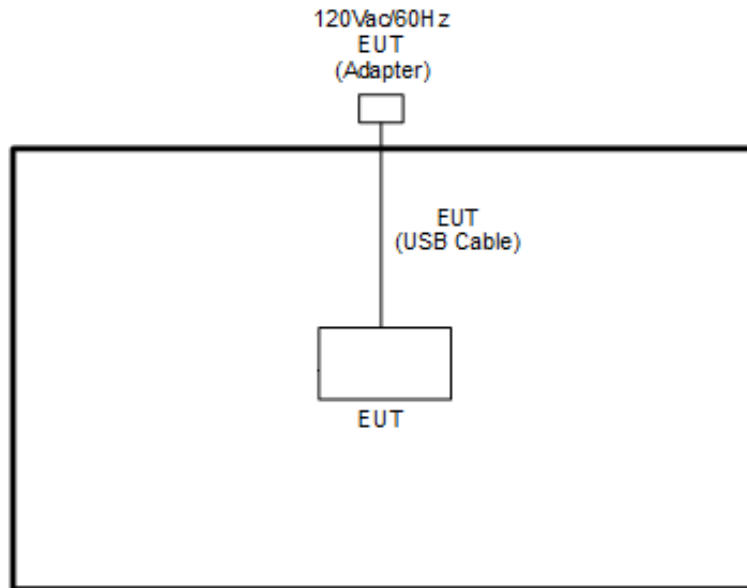 120Vac/60Hz
EUT
(Adapter)
EUT
(USB Cable)
EUT